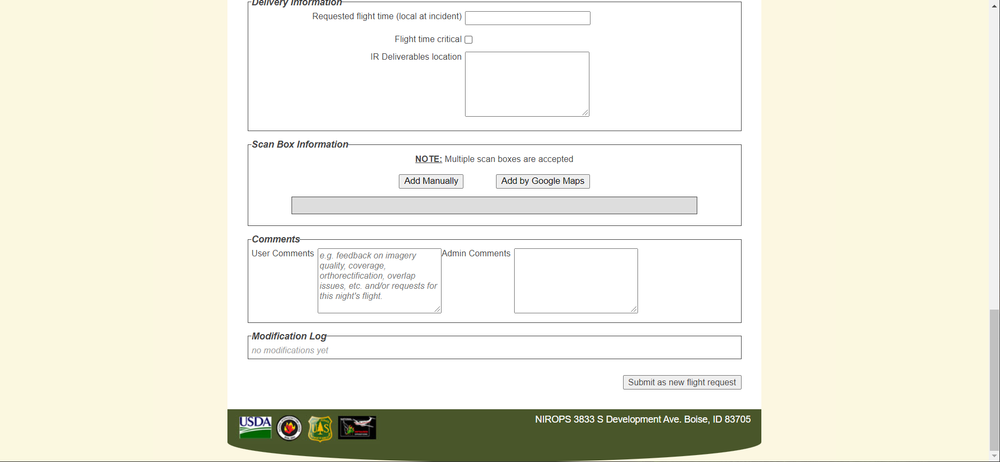 Delivery Information
Requested flight time (local at incident)
Flight time critical
IR Deliverables location
Scan Box Information
NOTE: Multiple scan boxes are accepted
Add Manually
Add by Google Maps
Comments
User Comments
e.g. feedback on imagery
quality, coverage,
orthorectification, overlap
issues, etc. and/or requests for
this night's flight.
Admin Comments
Modification Log
no modifications yet
Submit as new flight request
USDA
UAS
NIROPS 3833 S Development Ave. Boise, ID 83705